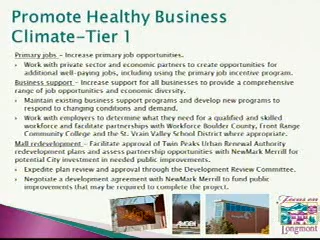 Promote Healthy Business
Climate-Tier 1
Primary jobs - Increase primary job opportunities.
Work with private sector and economic partners to create opportunities for
additional well-paying jobs, including using the primary job incentive program.
Business support - Increase support for all businesses to provide a comprehensive
range of job opportunities and economic diversity.
Maintain existing business support programs and develop new programs to
respond to changing conditions and demand.
Work with employers to determine what they need for a qualified and skilled
workforce and facilitate partnerships with Workforce Boulder County, Front Range
Community College and the St. Vrain Valley School District where appropriate.
Mall redevelopment - Facilitate approval of Twin Peaks Urban Renewal Authority
redevelopment plans and assess partnership opportunities with NewMark Merrill for
potential City investment in needed public improvements.
Expedite plan review and approval through the Development Review Committee.
Negotiate a development agreement with NewMark Merrill to fund public
improvements that may be required to complete the project.
Focus on
Longmont